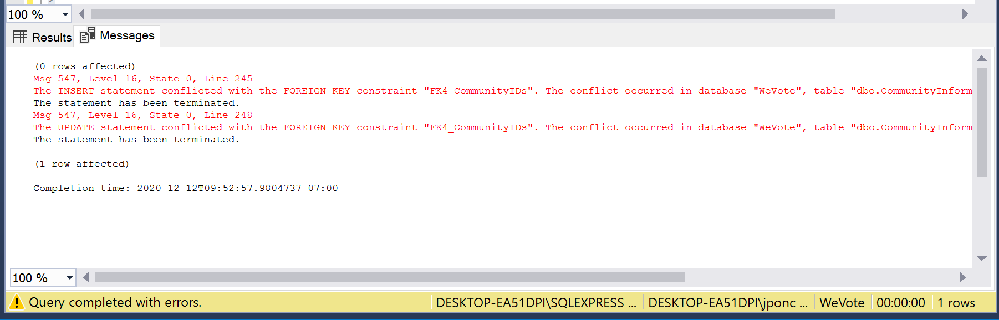 100 %
Results
Messages
(0 rows affected)
Msg 547, Level 16, State 0, Line 245
The INSERT statement conflicted with the FOREIGN KEY constraint "FK4_CommunityIDs". The conflict occurred in database "WeVote", table "dbo.CommunityInform
The statement has been terminated.
Msg 547, Level 16, State 0, Line 248
The UPDATE statement conflicted with the FOREIGN KEY constraint "FK4_CommunityIDs". The conflict occurred in database "WeVote", table "dbo.CommunityInform
The statement has been terminated.
(1 row affected)
Completion time: 2020-12-12T09:52:57.9804737-07:00
100 %
Query completed with errors.
DESKTOP-EA51DPI\SQLEXPRESS ...
DESKTOP-EA51DPI\jponc ...
WeVote
00:00:00
1 rows